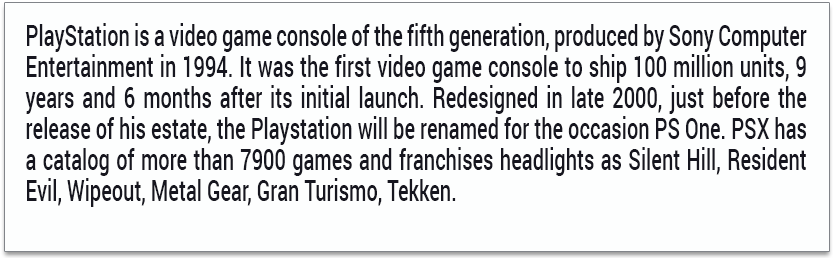 PlayStation is a video game console of the fifth generation, produced by Sony Computer
Entertainment in 1994. It was the first video game console to ship 100 million units, 9
years and 6 months after its initial launch. Redesigned in late 2000, just before the
release of his estate, the Playstation will be renamed for the occasion PS One. PSX has
a catalog of more than 7900 games and franchises headlights as Silent Hill, Resident
Evil, Wipeout, Metal Gear, Gran Turismo, Tekken.